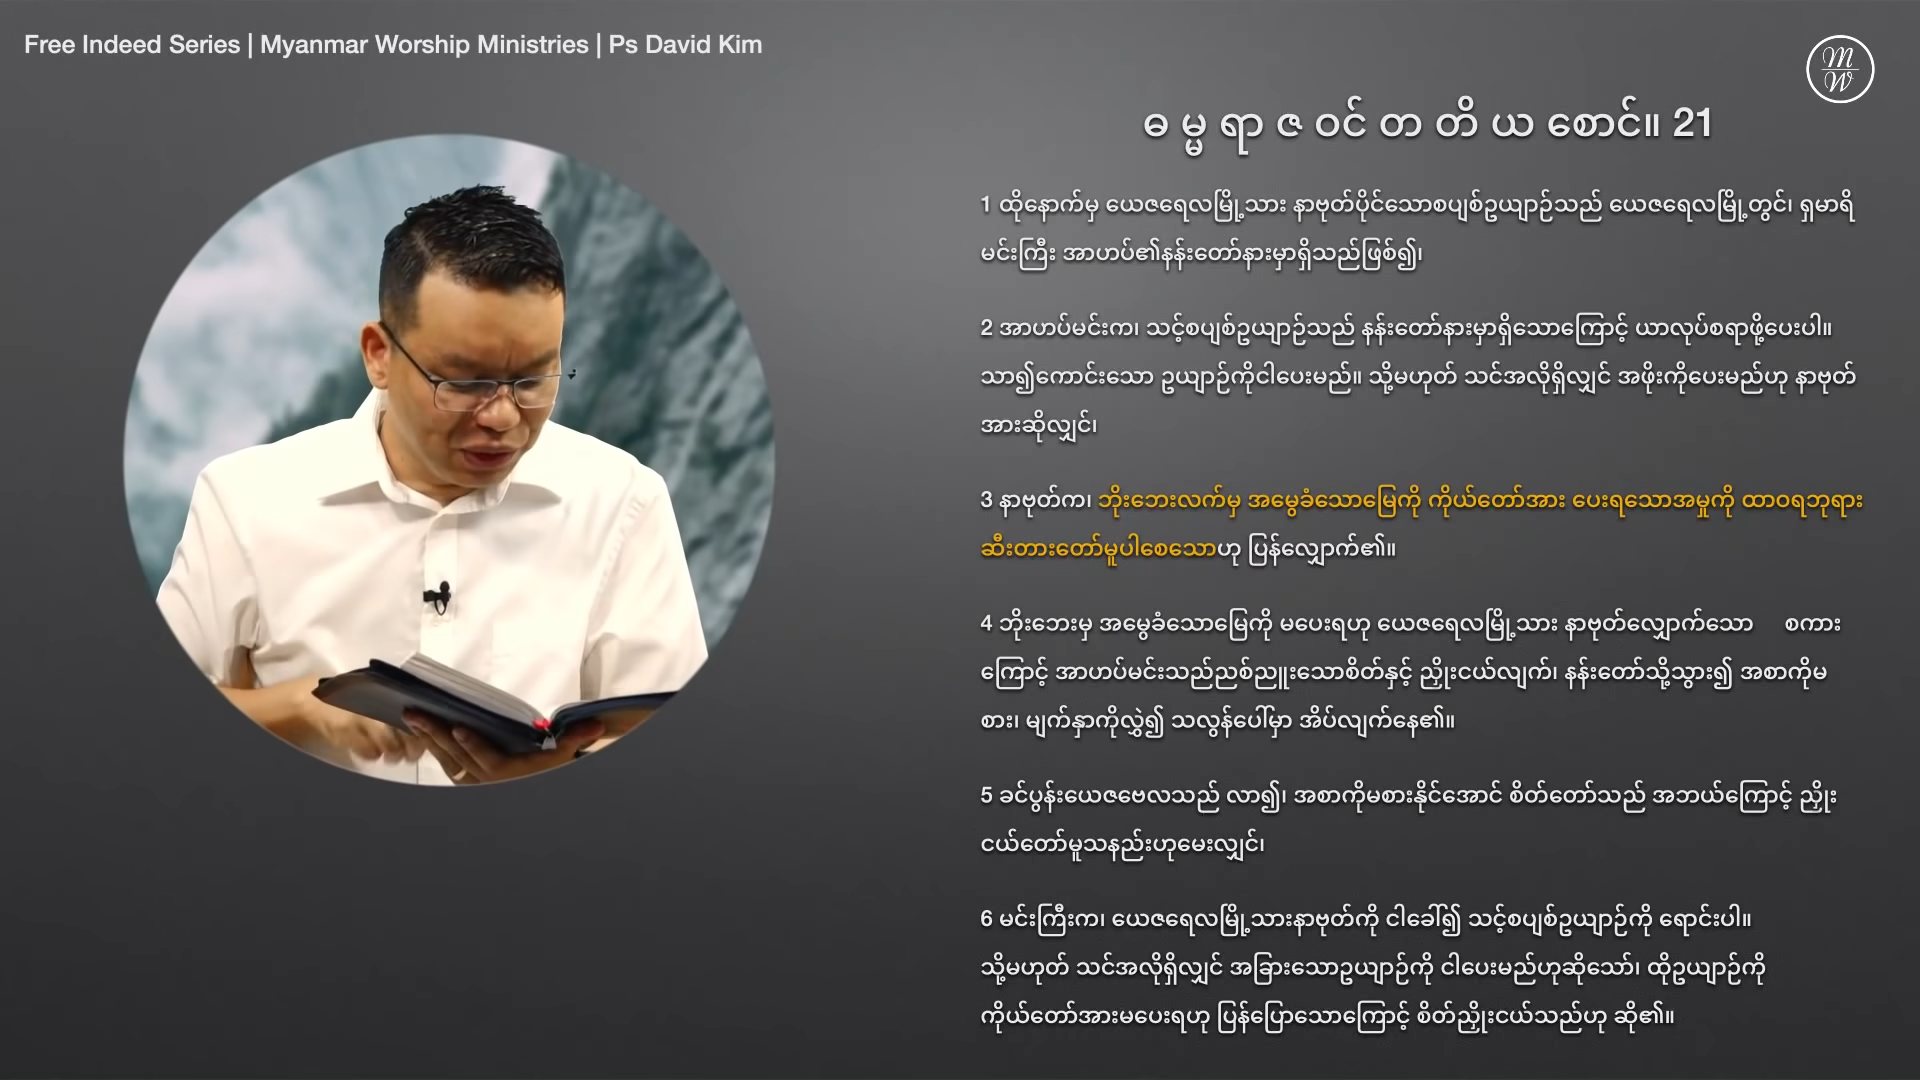 Free Indeed Series | Myanmar Worship Ministries | Ps David Kim
MW
ဓ မ္မ ရာ ဇ ဝင် တ တိ ယ စောင်။ 21
1 ထိုနောက်မှ ယေဇရေလမြို့သား နာဗုတ်ပိုင်သောစပျစ်ဥယျာဉ်သည် ယေဇရေလမြို့တွင်၊ ရှမာရိ
မင်းကြီး အာဟပ်၏နန်းတော်နားမှာရှိသည်ဖြစ်၍၊
2 အာဟပ်မင်းက၊ သင့်စပျစ်ဥယျာဉ်သည် နန်းတော်နားမှာရှိသောကြောင့် ယာလုပ်စရာဖို့ပေးပါ။
သာ၍ကောင်းသော ဥယျာဉ်ကိုငါပေးမည်။ သို့မဟုတ် သင်အလိုရှိလျှင် အဖိုးကိုပေးမည်ဟု နာဗုတ်
အားဆိုလျှင်၊
3 နာဗုတ်က၊ ဘိုးဘေးလက်မှ အမွေခံသောမြေကို ကိုယ်တော်အား ပေးရသောအမှုကို ထာဝရဘုရား
ဆီးတားတော်မူပါစေသောဟု ပြန်လျှောက်၏။
4 ဘိုးဘေးမှ အမွေခံသောမြေကို မပေးရဟု ယေဇရေလမြို့သား နာဗုတ်လျှောက်သော စကား
ကြောင့် အာဟပ်မင်းသည်ညစ်ညူးသောစိတ်နှင့် ညှိုးငယ်လျက်၊ နန်းတော်သို့သွား၍ အစာကိုမ
စား၊ မျက်နှာကိုလွှဲ၍ သလွန်ပေါ်မှာ အိပ်လျက်နေ၏။
5 ခင်ပွန်းယေဇဗေလသည် လာ၍၊ အစာကိုမစားနိုင်အောင် စိတ်တော်သည် အဘယ်ကြောင့် ညှိုး
ငယ်တော်မူသနည်းဟုမေးလျှင်၊
6 မင်းကြီးက၊ ယေဇရေလမြို့သားနာဗုတ်ကို ငါခေါ်၍ သင့်စပျစ်ဥယျာဉ်ကို ရောင်းပါ။
သို့မဟုတ် သင်အလိုရှိလျှင် အခြားသောဥယျာဉ်ကို ငါပေးမည်ဟုဆိုသော်၊ ထိုဥယျာဉ်ကို
ကိုယ်တော်အားမပေးရဟု ပြန်ပြောသောကြောင့် စိတ်ညှိုးငယ်သည်ဟု ဆို၏။